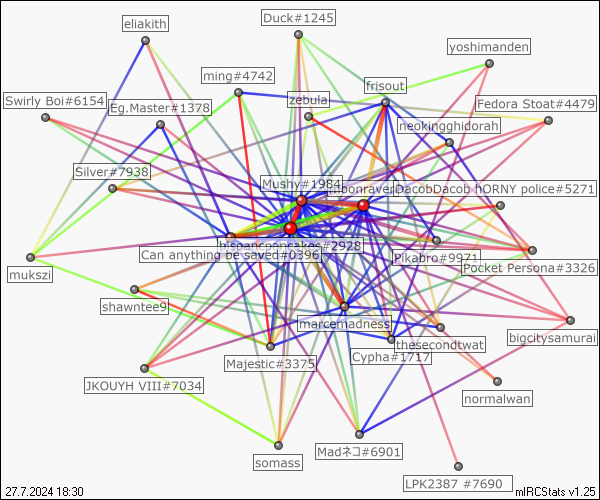 Duck#1245
eliakith
yoshimanden
ming#4742
frisout
Swirly Boi#6154
zebula
Fedora Stoat#4479
Eg.Master#1378
neokingghidorah
Silver#7938
Mushy#1984
moonraver
DacobDacob
hORNY police#5271
bispancpancakes#2928
Can anything be saved#0396
Pikabro#9971
Pocket Persona#3326
mukszi
shawntee9
marcemadness
thesecondtwat
bigcitysamurai
Cypha#1717
Majestic#3375
JKOUYH VIII#7034
normalwan
Madネコ#6901
somass
LPK2387 #7690
27.7.2024 18:30
mIRCStats v1.25